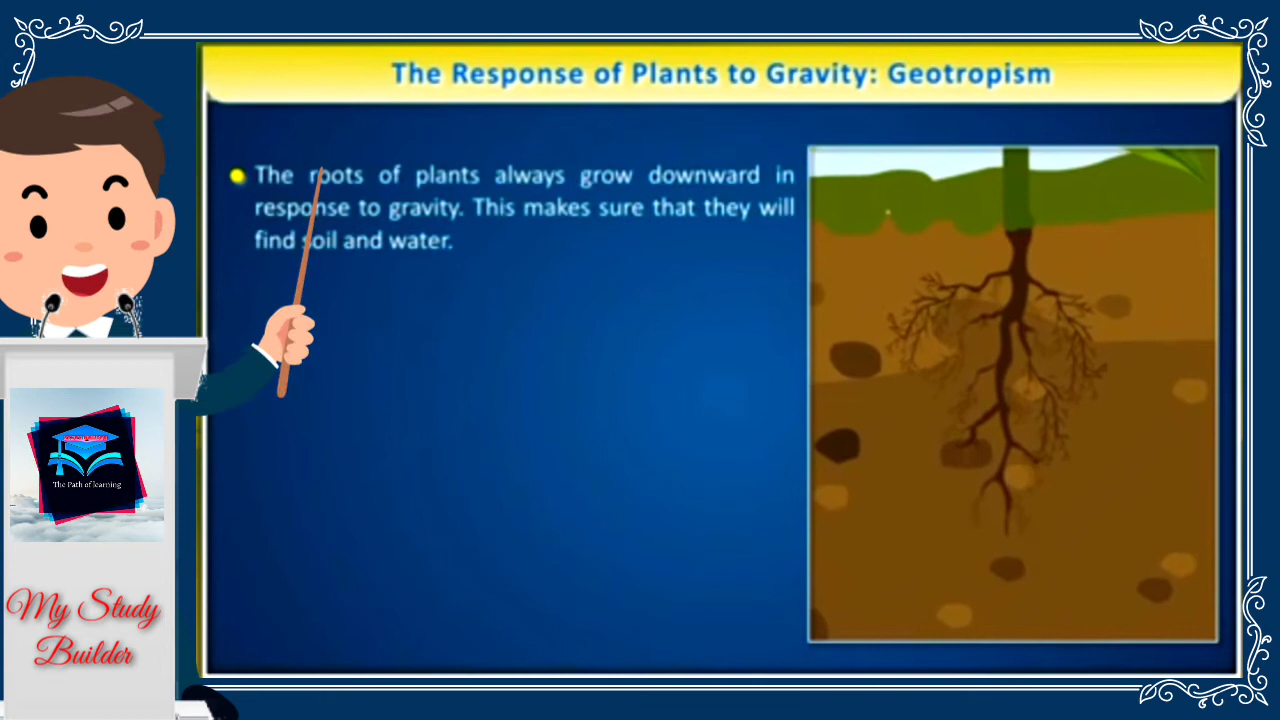 The Response of Plants to Gravity: Geotropism
The roots of plants always grow downward in
response to gravity. This makes sure that they will
find soil and water.
The Path of learning
My Study
Builder